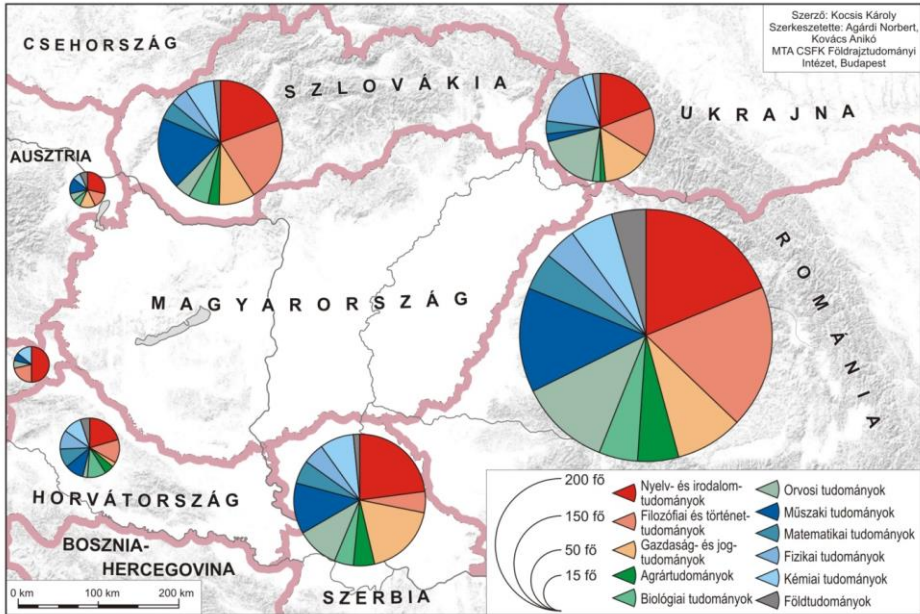 Szerző: Kocsis Károly
Szerkeszetette: Agárdi Norbert,
Kovács Anikó
MTA CSFK Földrajztudományi
Intézet, Budapest
CSEHORSZÁG
SZLOVÁKIA
UKRAJNA
AUSZTRIA
MAGYARORSZÁG
ROMÁNIA
HORVÁTORSZÁG
BOSZNIA-
HERCEGOVINA
SZERBIA
0 km 100 km 200 km
200 fő
150 fő
50 fő
15 fő
Nyelv- és irodalom-
tudományok
Filozófiai és történet-
tudományok
Gazdaság- és jog-
tudományok
Agrártudományok
Biológiai tudományok
Orvosi tudományok
Műszaki tudományok
Matematikai tudományok
Fizikai tudományok
Kémiai tudományok
Földtudományok